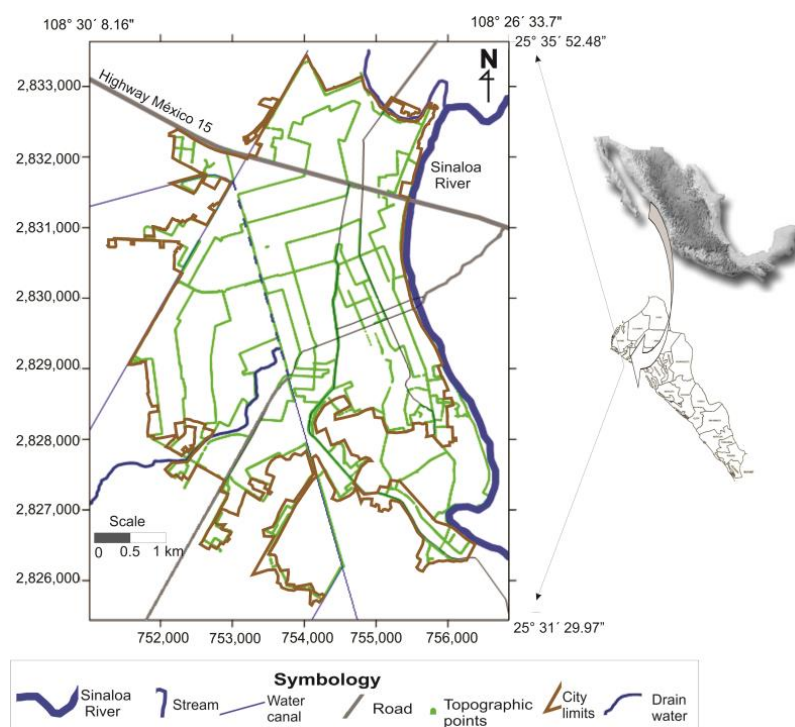 108° 30´ 8.16"
108° 26´ 33.7"
25° 35´ 52.48"
N
2,833,000
Highway México 15
2,832,000
Sinaloa
River
2,831,000
2,830,000
2,829,000
2,828,000
2,827,000
Scale
0 0.5 1 km
2,826,000
752,000 753,000 754,000 755,000 756,000
25° 31´ 29.97"
Symbology
Sinaloa
River
Stream
Water
canal
Road
Topographic
points
City
limits
Drain
water